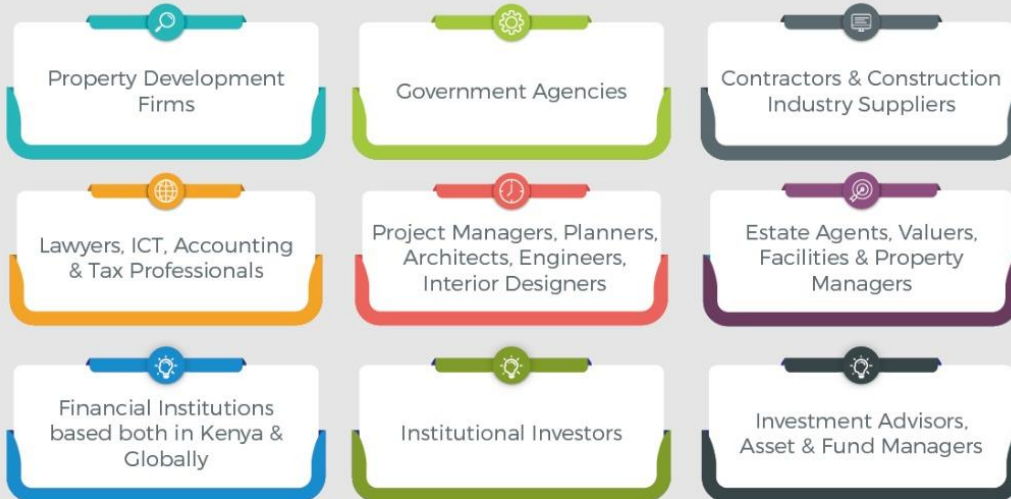 Property Development
Firms
Government Agencies
Contractors & Construction
Industry Suppliers
Lawyers, ICT, Accounting
& Tax Professionals
Project Managers, Planners,
Architects, Engineers,
Interior Designers
Estate Agents, Valuers,
Facilities & Property
Managers
Financial Institutions
based both in Kenya &
Globally
Institutional Investors
Investment Advisors,
Asset & Fund Managers